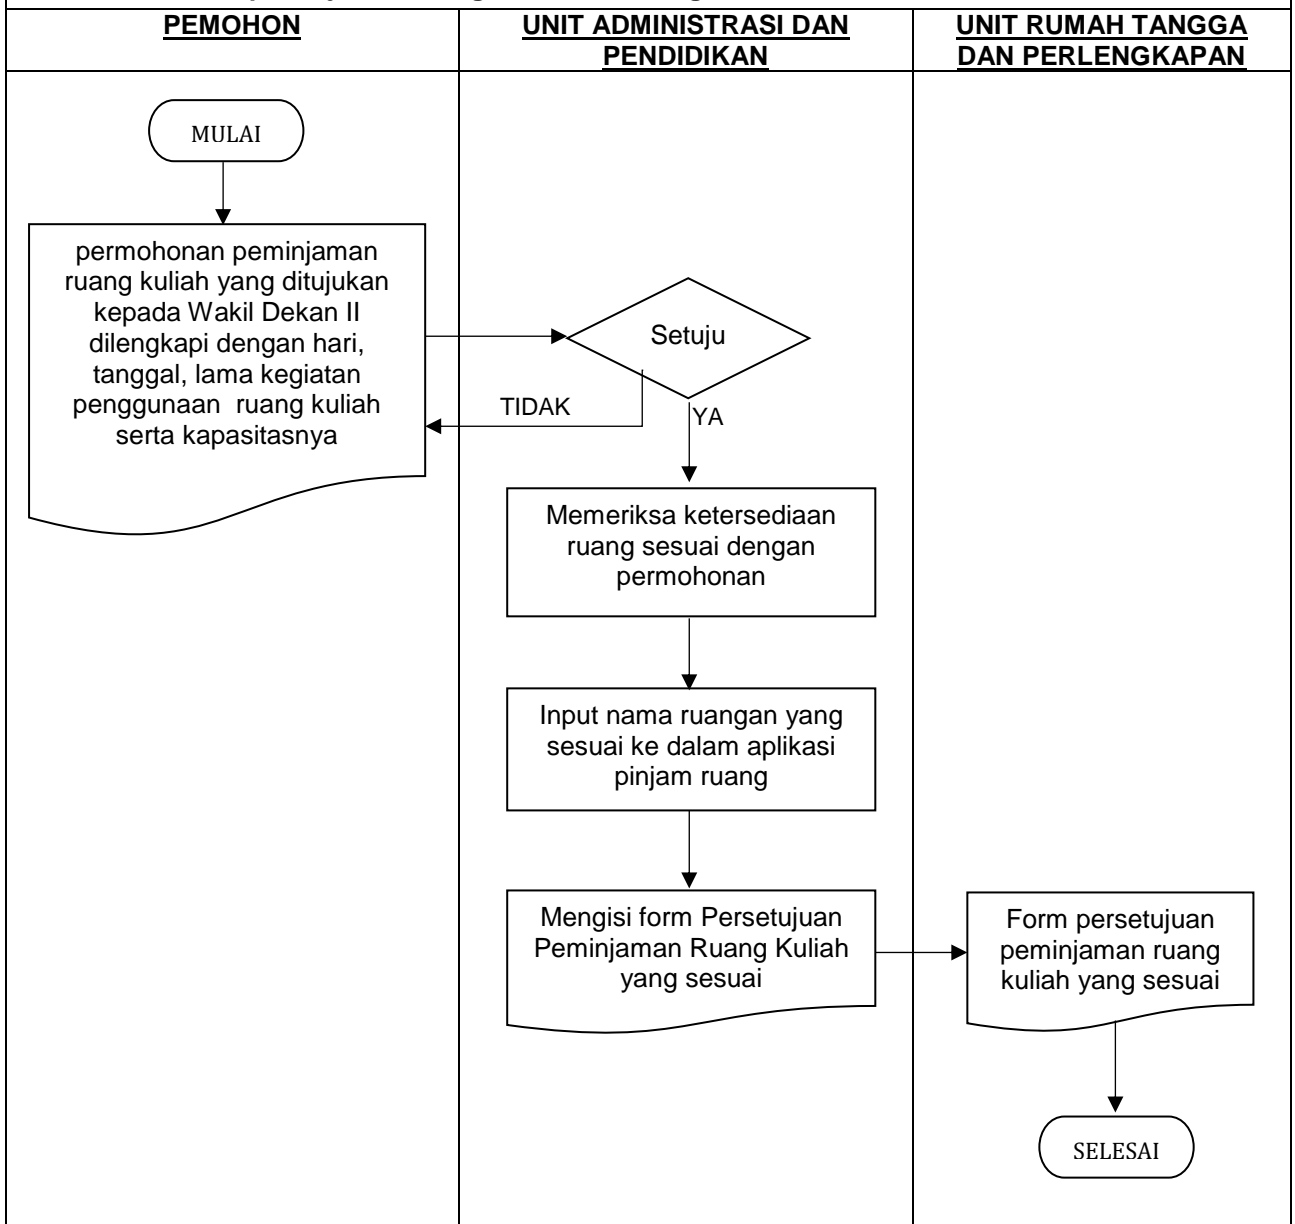 PEMOHON
UNIT ADMINISTRASI DAN
PENDIDIKAN
UNIT RUMAH TANGGA
DAN PERLENGKAPAN
MULAI
permohonan peminjaman
ruang kuliah yang ditujukan
kepada Wakil Dekan II
dilengkapi dengan hari,
tanggal, lama kegiatan
penggunaan  ruang kuliah
serta kapasitasnya
Setuju
TIDAK
YA
Memeriksa ketersediaan
ruang sesuai dengan
permohonan
Input nama ruangan yang
sesuai ke dalam aplikasi
pinjam ruang
Mengisi form Persetujuan
Peminjaman Ruang Kuliah
yang sesuai
Form persetujuan
peminjaman ruang
kuliah yang sesuai
SELESAI